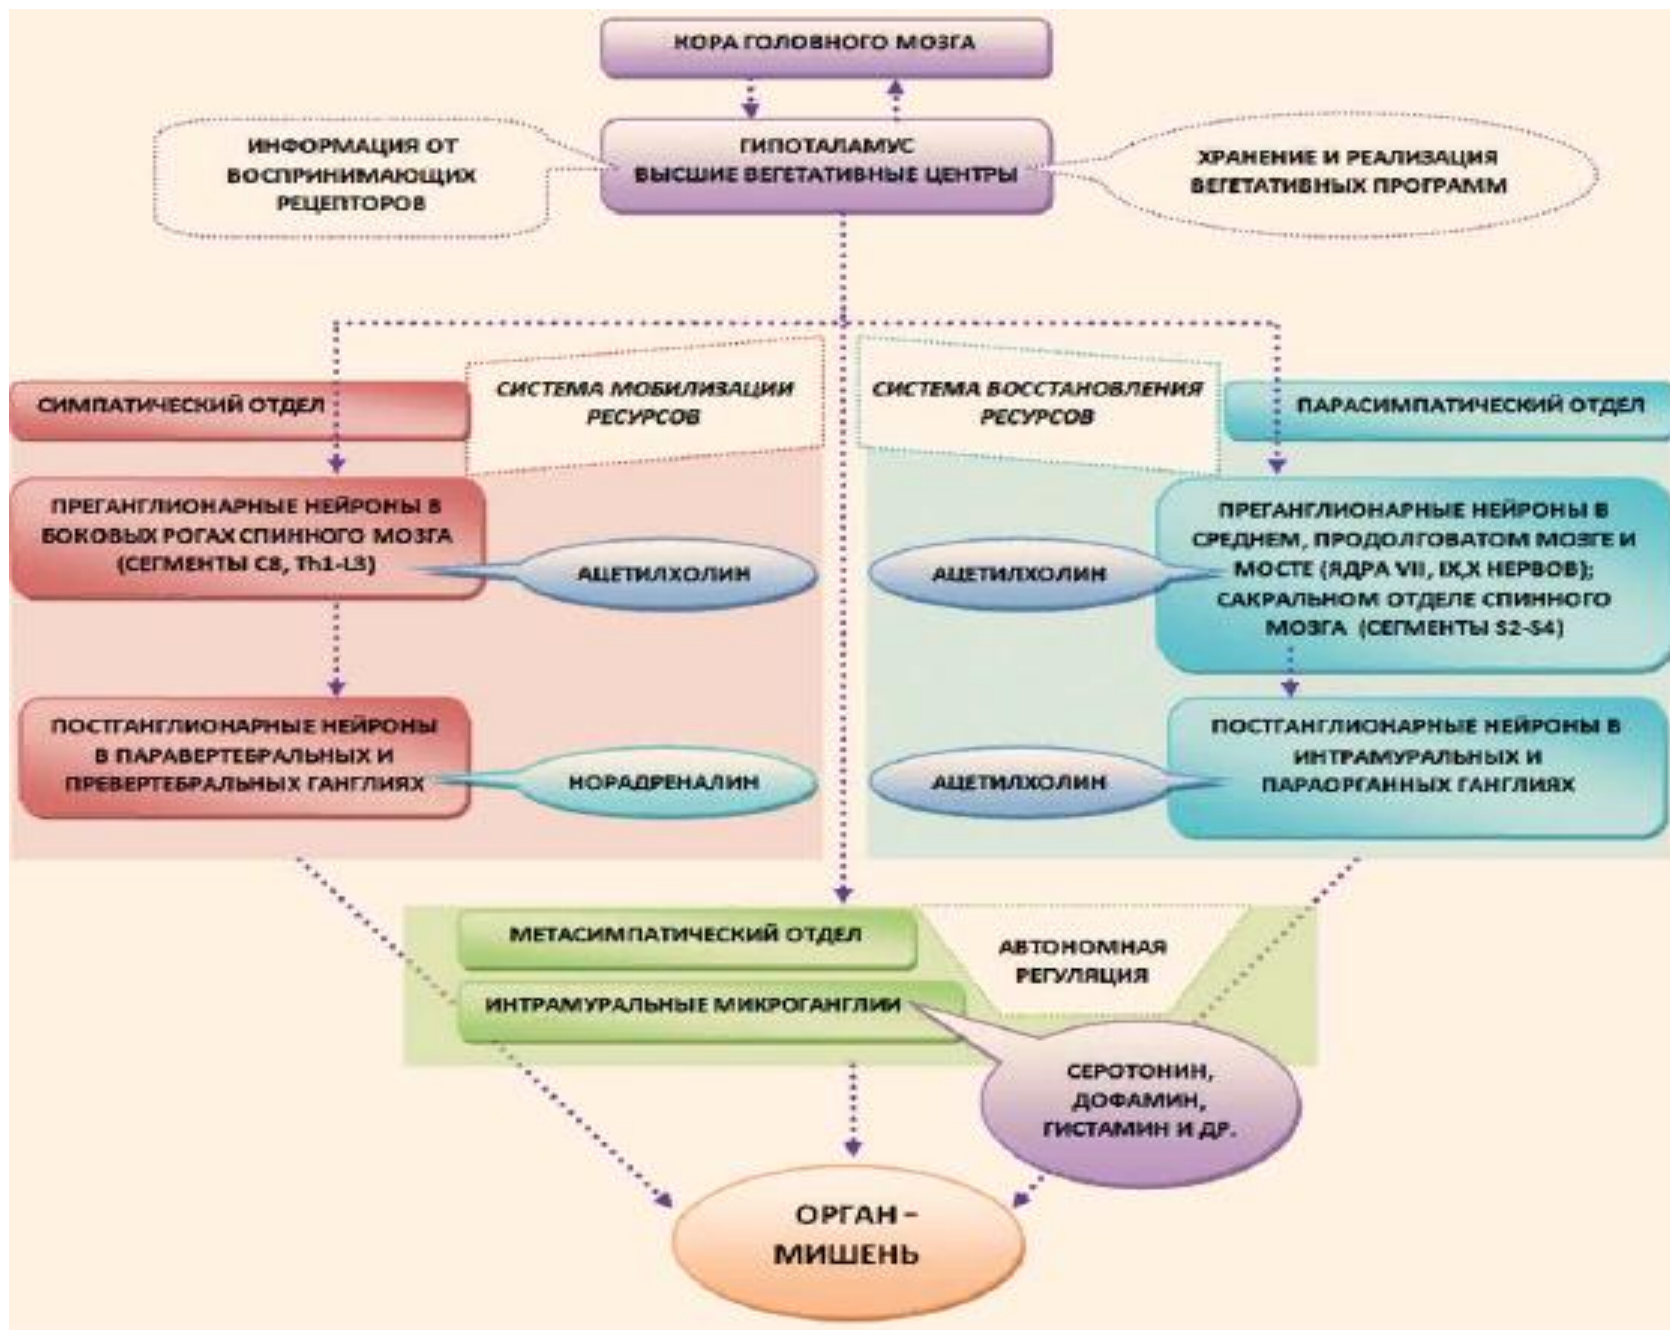 КОРА ГОЛОВНОГО МОЗГА
ИНФОРМАЦИЯ ОТ
ВОСПРИНИМАЮЩИХ
РЕЦЕПТОРОВ
ГИПОТАЛАМУС
ВЫСШИЕ ВЕГЕТАТИВНЫЕ ЦЕНТРЫ
ХРАНЕНИЕ И РЕАЛИЗАЦИЯ
ВЕГЕТАТИВНЫХ ПРОГРАММ
СИМПАТИЧЕСКИЙ ОТДЕЛ
СИСТЕМА МОБИЛИЗАЦИИ
РЕСУРСОВ
СИСТЕМА ВОССТАНОВЛЕНИЯ
РЕСУРСОВ
ПАРАСИМПАТИЧЕСКИЙ ОТДЕЛ
ПРЕГАНГЛИОНАРНЫЕ НЕЙРОНЫ В
БОКОВЫХ РОГАХ СПИННОГО МОЗГА
(СЕГМЕНТЫ C8, Th1-L3)
АЦЕТИЛХОЛИН
АЦЕТИЛХОЛИН
ПРЕГАНГЛИОНАРНЫЕ НЕЙРОНЫ В
СРЕДНЕМ, ПРОДОЛГОВАТОМ МОЗГЕ И
МОСТЕ (ЯДРА VII, IX,X НЕРВОВ);
САКРАЛЬНОМ ОТДЕЛЕ СПИННОГО
МОЗГА (СЕГМЕНТЫ S2-S4)
ПОСТГАНГЛИОНАРНЫЕ НЕЙРОНЫ
В ПАРАВЕРТЕБРАЛЬНЫХ И
ПРЕВЕРТЕБРАЛЬНЫХ ГАНГЛИЯХ
НОРАДРЕНАЛИН
АЦЕТИЛХОЛИН
ПОСТГАНГЛИОНАРНЫЕ НЕЙРОНЫ В
ИНТРАМУРАЛЬНЫХ И
ПАРАОРГАННЫХ ГАНГЛИЯХ
МЕТАСИМПАТИЧЕСКИЙ ОТДЕЛ
АВТОНОМНАЯ
РЕГУЛЯЦИЯ
ИНТРАМУРАЛЬНЫЕ МИКРОГАНГЛИИ
СЕРОТОНИН,
ДОФАМИН,
ГИСТАМИН И ДР.
ОРГАН -
МИШЕНЬ